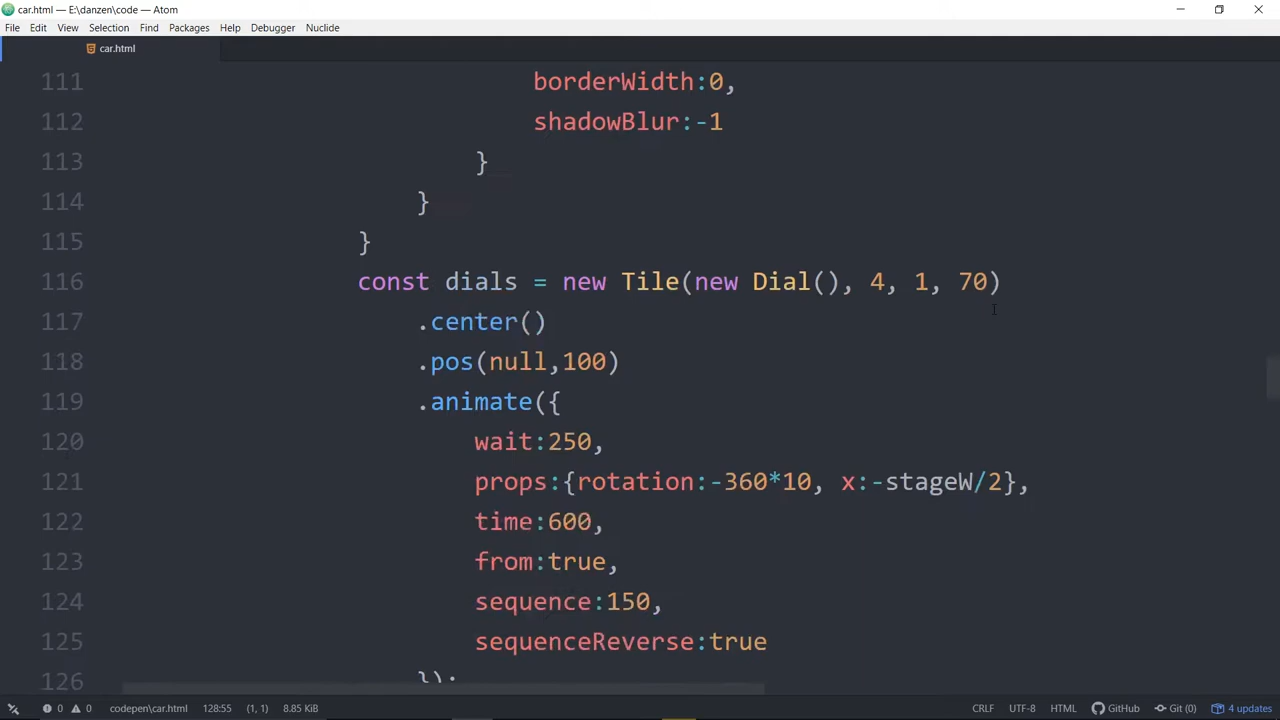 car.html — E:\danzen\code — Atom
File Edit View Selection Find Packages Help Debugger Nuclide
car.html
111 borderWidth:0,
112 shadowBlur:-1
113 }
114 }
115 }
116 const dials = new Tile(new Dial(), 4, 1, 70)
117 .center()
118 .pos(null,100)
119 .animate({
120 wait:250,
121 props:{rotation:-360*10, x:-stageW/2},
122 time:600,
123 from:true,
124 sequence:150,
125 sequenceReverse:true
126 });
0 0 codepen\car.html 128:55 (1, 1) 8.85 KiB CRLF UTF-8 HTML GitHub Git (0) 4 updates